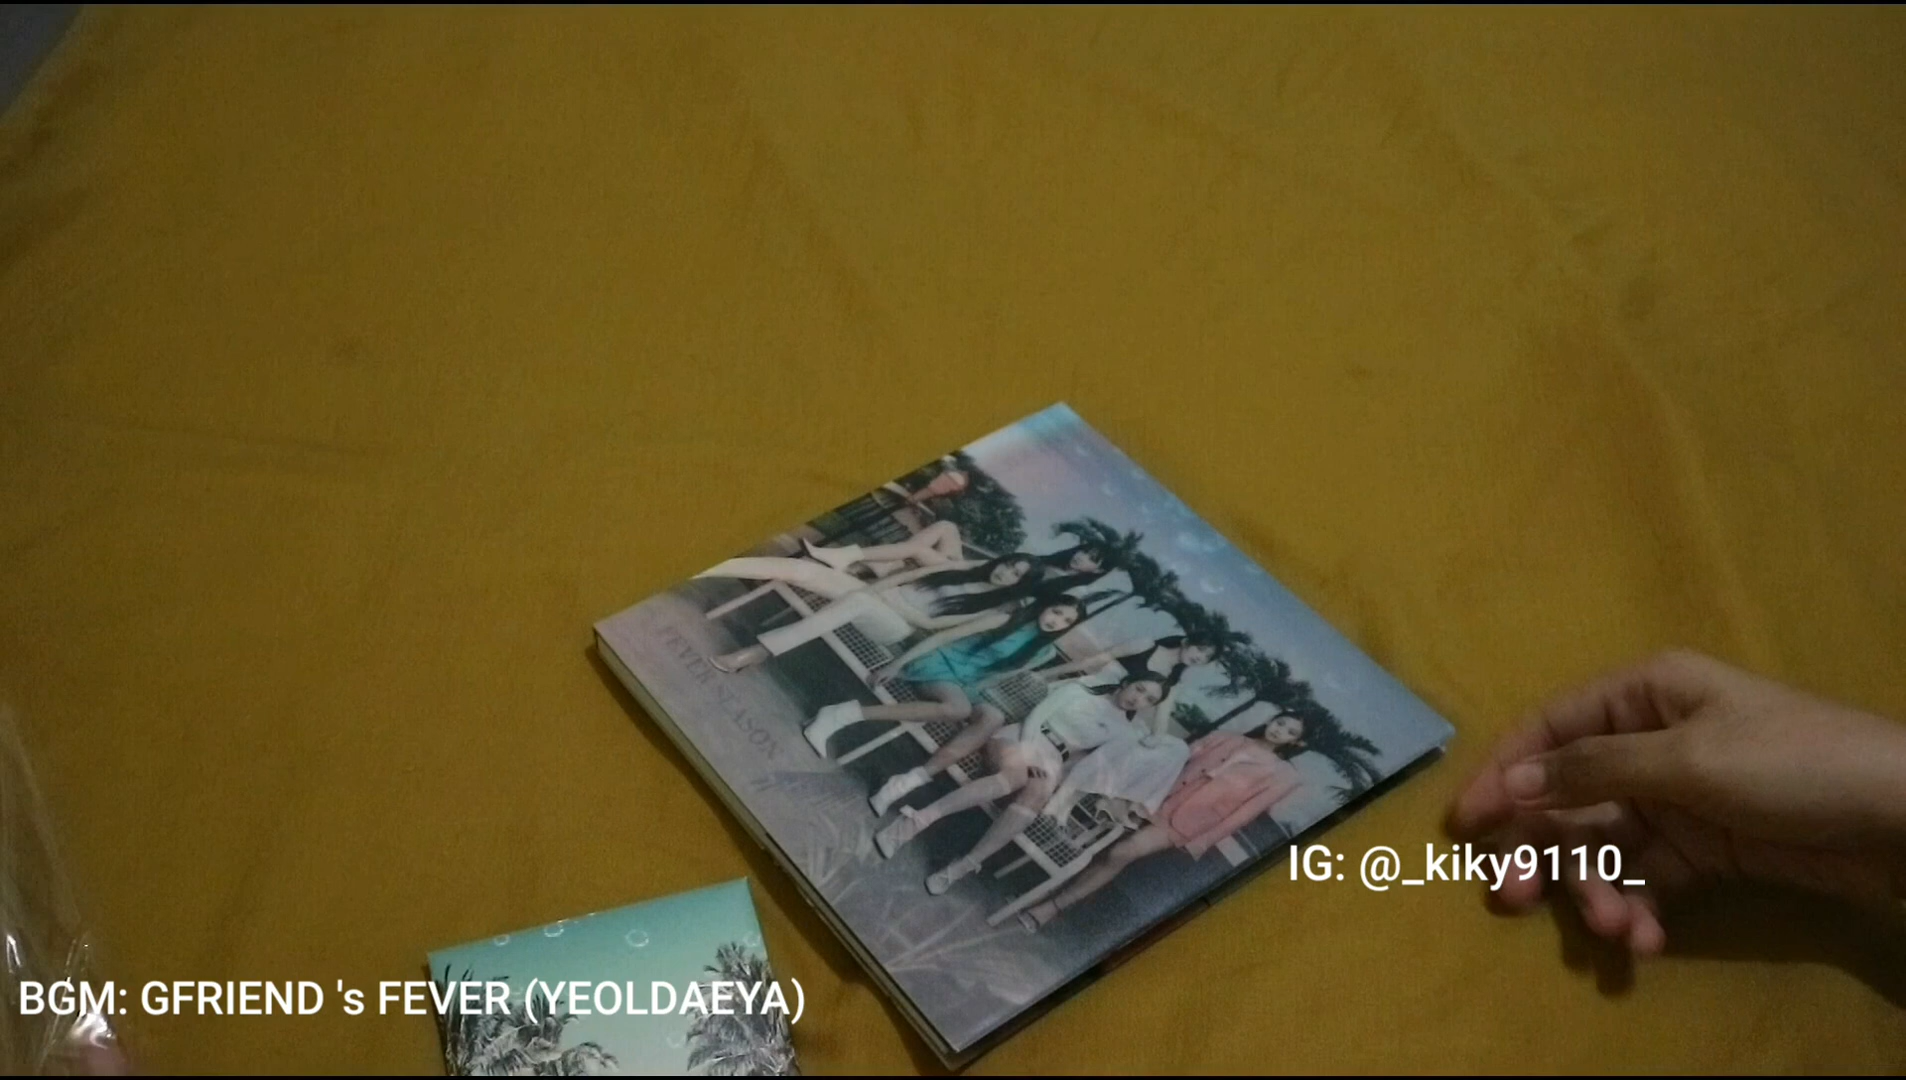 FEVER SEASON
IG: @_kiky9110_
BGM: GFRIEND 's FEVER (YEOLDAEYA)